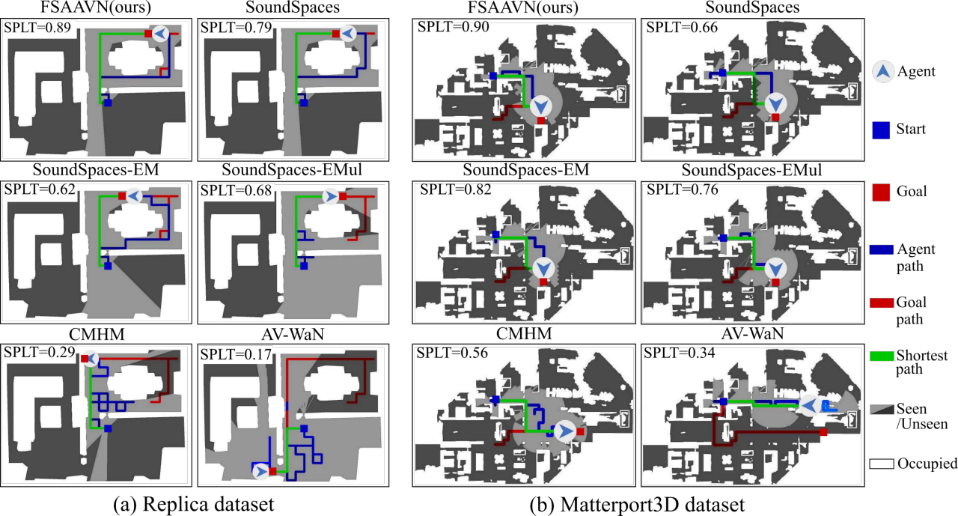 FSAAVN(ours)
SPLT=0.89
SoundSpaces
SPLT=0.79
SoundSpaces-EM
SPLT=0.62
SoundSpaces-EMul
SPLT=0.68
CMHM
SPLT=0.29
AV-WaN
SPLT=0.17
(a) Replica dataset
FSAAVN(ours)
SPLT=0.90
SoundSpaces
SPLT=0.66
SoundSpaces-EM
SPLT=0.82
SoundSpaces-EMul
SPLT=0.76
CMHM
SPLT=0.56
AV-WaN
SPLT=0.34
(b) Matterport3D dataset
Agent
Start
Goal
Agent
path
Goal
path
Shortest
path
Seen
/Unseen
Occupied